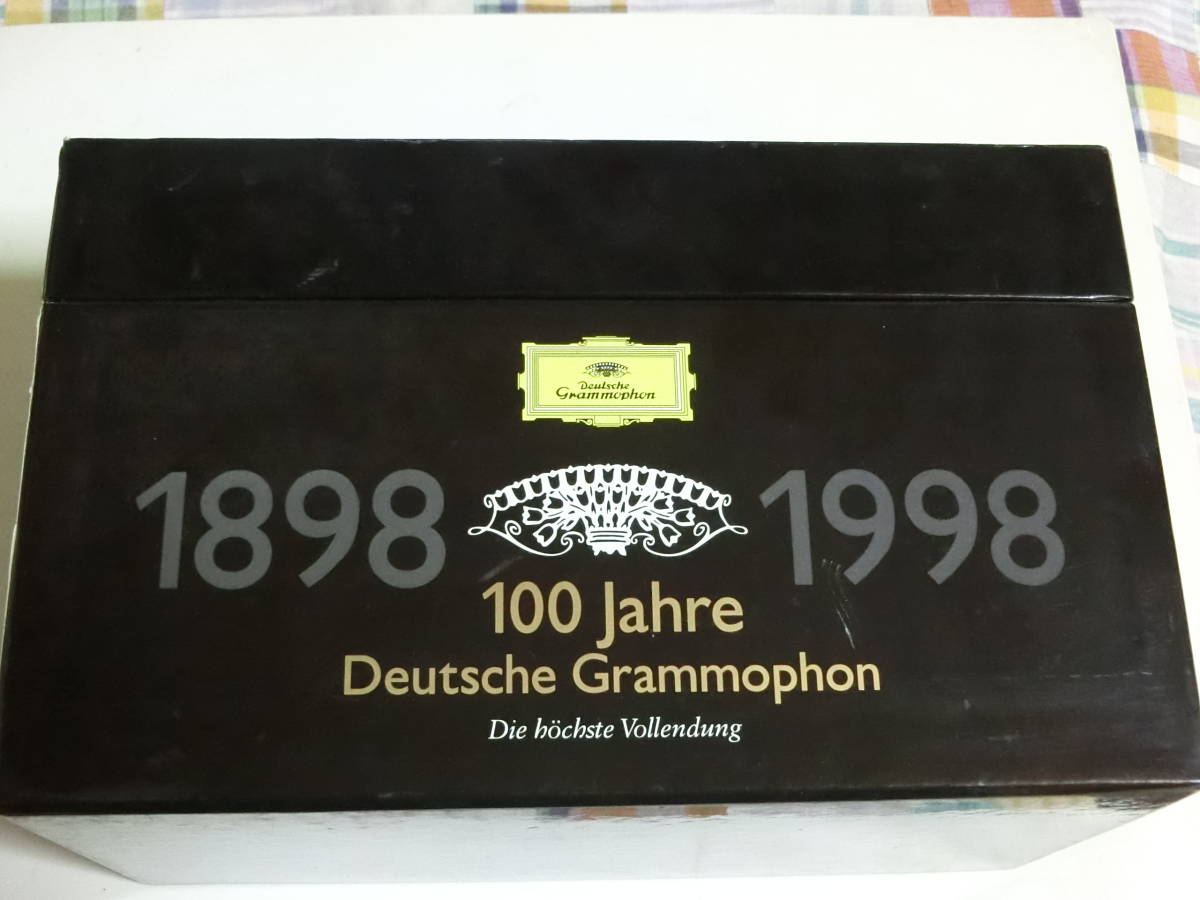 Deutsche
Grammophon
1898 1998
100 Jahre
Deutsche Grammophon
Die höchste Vollendung